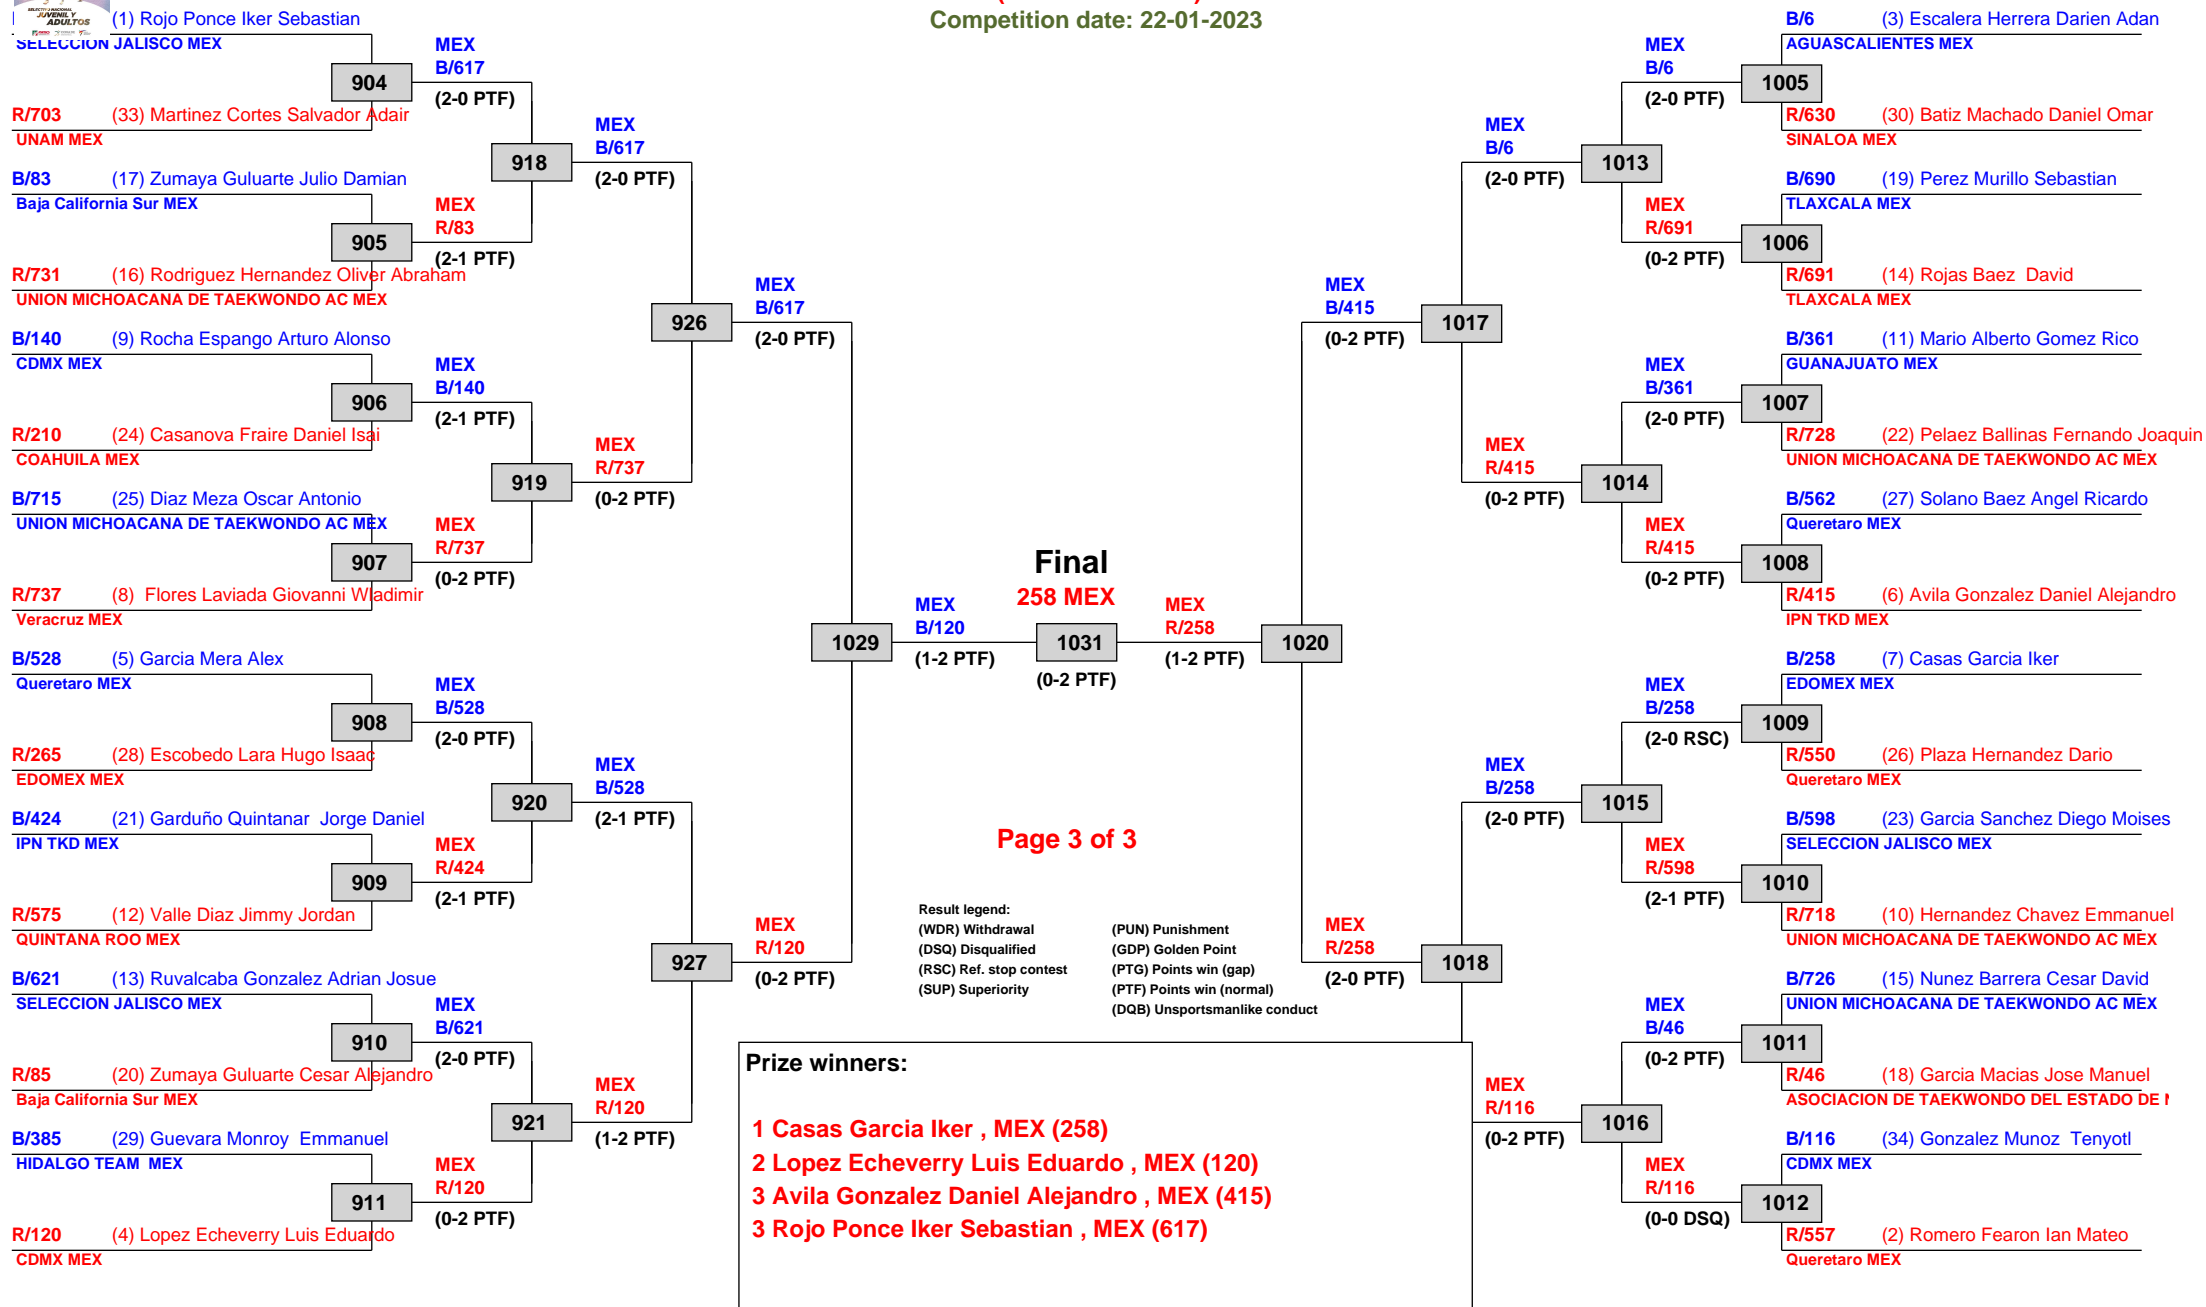 SELECTIVO NACIONAL
JUVENIL Y
ADULTOS
Competition date: 22-01-2023
(1) Rojo Ponce Iker Sebastian
SELECCION JALISCO MEX
904
R/703 (33) Martinez Cortes Salvador Adair
UNAM MEX
B/83 (17) Zumaya Guluarte Julio Damian
Baja California Sur MEX
905
R/731 (16) Rodriguez Hernandez Oliver Abraham
UNION MICHOACANA DE TAEKWONDO AC MEX
B/140 (9) Rocha Espango Arturo Alonso
CDMX MEX
906
R/210 (24) Casanova Fraire Daniel Isai
COAHUILA MEX
B/715 (25) Diaz Meza Oscar Antonio
UNION MICHOACANA DE TAEKWONDO AC MEX
907
R/737 (8) Flores Laviada Giovanni Wladimir
Veracruz MEX
B/528 (5) Garcia Mera Alex
Queretaro MEX
908
R/265 (28) Escobedo Lara Hugo Isaac
EDOMEX MEX
B/424 (21) Garduño Quintanar Jorge Daniel
IPN TKD MEX
909
R/575 (12) Valle Diaz Jimmy Jordan
QUINTANA ROO MEX
B/621 (13) Ruvalcaba Gonzalez Adrian Josue
SELECCION JALISCO MEX
910
R/85 (20) Zumaya Guluarte Cesar Alejandro
Baja California Sur MEX
B/385 (29) Guevara Monroy Emmanuel
HIDALGO TEAM MEX
911
R/120 (4) Lopez Echeverry Luis Eduardo
CDMX MEX
MEX
B/617
(2-0 PTF)
918
MEX
R/83
(2-1 PTF)
MEX
B/140
(2-1 PTF)
919
MEX
R/737
(0-2 PTF)
MEX
B/528
(2-0 PTF)
920
MEX
R/424
(2-1 PTF)
MEX
B/621
(2-0 PTF)
921
MEX
R/120
(0-2 PTF)
MEX
B/617
(2-0 PTF)
926
MEX
R/737
(0-2 PTF)
MEX
B/528
(2-1 PTF)
927
MEX
R/120
(1-2 PTF)
MEX
B/617
(2-0 PTF)
1029
MEX
R/120
(0-2 PTF)
MEX
B/120
(1-2 PTF)
Final
258 MEX
1031
(0-2 PTF)
MEX
R/258
(1-2 PTF)
1020
Page 3 of 3
Result legend:
(WDR) Withdrawal (PUN) Punishment
(DSQ) Disqualified (GDP) Golden Point
(RSC) Ref. stop contest (PTG) Points win (gap)
(SUP) Superiority (PTF) Points win (normal)
(DQB) Unsportsmanlike conduct
Prize winners:
1 Casas Garcia Iker , MEX (258)
2 Lopez Echeverry Luis Eduardo , MEX (120)
3 Avila Gonzalez Daniel Alejandro , MEX (415)
3 Rojo Ponce Iker Sebastian , MEX (617)
MEX
B/415
(0-2 PTF)
1017
MEX
R/258
(2-0 PTF)
1018
MEX
B/6
(2-0 PTF)
1013
MEX
R/415
(0-2 PTF)
1014
MEX
B/258
(2-0 PTF)
1015
MEX
R/116
(0-2 PTF)
1016
MEX
B/6
(2-0 PTF)
1005
MEX
R/691
(0-2 PTF)
1006
MEX
B/361
(2-0 PTF)
1007
MEX
R/415
(0-2 PTF)
1008
MEX
B/258
(2-0 RSC)
1009
MEX
R/598
(2-1 PTF)
1010
MEX
B/46
(0-2 PTF)
1011
MEX
R/116
(0-0 DSQ)
1012
B/6 (3) Escalera Herrera Darien Adan
AGUASCALIENTES MEX
R/630 (30) Batiz Machado Daniel Omar
SINALOA MEX
B/690 (19) Perez Murillo Sebastian
TLAXCALA MEX
R/691 (14) Rojas Baez David
TLAXCALA MEX
B/361 (11) Mario Alberto Gomez Rico
GUANAJUATO MEX
R/728 (22) Pelaez Ballinas Fernando Joaquin
UNION MICHOACANA DE TAEKWONDO AC MEX
B/562 (27) Solano Baez Angel Ricardo
Queretaro MEX
R/415 (6) Avila Gonzalez Daniel Alejandro
IPN TKD MEX
B/258 (7) Casas Garcia Iker
EDOMEX MEX
R/550 (26) Plaza Hernandez Dario
Queretaro MEX
B/598 (23) Garcia Sanchez Diego Moises
SELECCION JALISCO MEX
R/718 (10) Hernandez Chavez Emmanuel
UNION MICHOACANA DE TAEKWONDO AC MEX
B/726 (15) Nunez Barrera Cesar David
UNION MICHOACANA DE TAEKWONDO AC MEX
R/46 (18) Garcia Macias Jose Manuel
ASOCIACION DE TAEKWONDO DEL ESTADO DE
B/116 (34) Gonzalez Munoz Tenyotl
CDMX MEX
R/557 (2) Romero Fearon Ian Mateo
Queretaro MEX